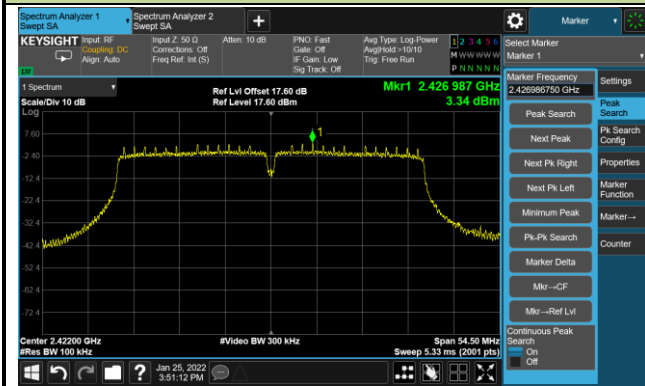 Spectrum Analyzer 1
Swept SA
Spectrum Analyzer 2
Swept SA
+
Marker
KEYSIGHT
Input: RF
Coupling: DC
Align: Auto
Input Z: 50 Ω
Corrections: Off
Freq Ref: Int (S)
Atten: 10 dB
PNO: Fast
Gate: Off
IF Gain: Low
Sig Track: Off
Avg Type: Log-Power
Avg|Hold:>10/10
Trig: Free Run
1 2 3 4 5 6
M W W W W W
P N N N N N
Select Marker
Marker 1
1 Spectrum
Scale/Div 10 dB
Log
Ref Lvl Offset 17.60 dB
Ref Level 17.60 dBm
Mkr1 2.426 987 GHz
3.34 dBm
7.60
-2.40
-12.4
-22.4
-32.4
-42.4
-52.4
-62.4
-72.4
1
Center 2.42200 GHz
#Res BW 100 kHz
#Video BW 300 kHz
Span 54.50 MHz
Sweep 5.33 ms (2001 pts)
Marker Frequency
2.426986750 GHz
Peak Search
Next Peak
Next Pk Right
Next Pk Left
Minimum Peak
Pk-Pk Search
Marker Delta
Mkr→CF
Mkr→Ref Lvl
Continuous Peak
Search
On
Off
Settings
Peak
Search
Pk Search
Config
Properties
Marker
Function
Marker→
Counter
?
Jan 25, 2022
3:51:12 PM